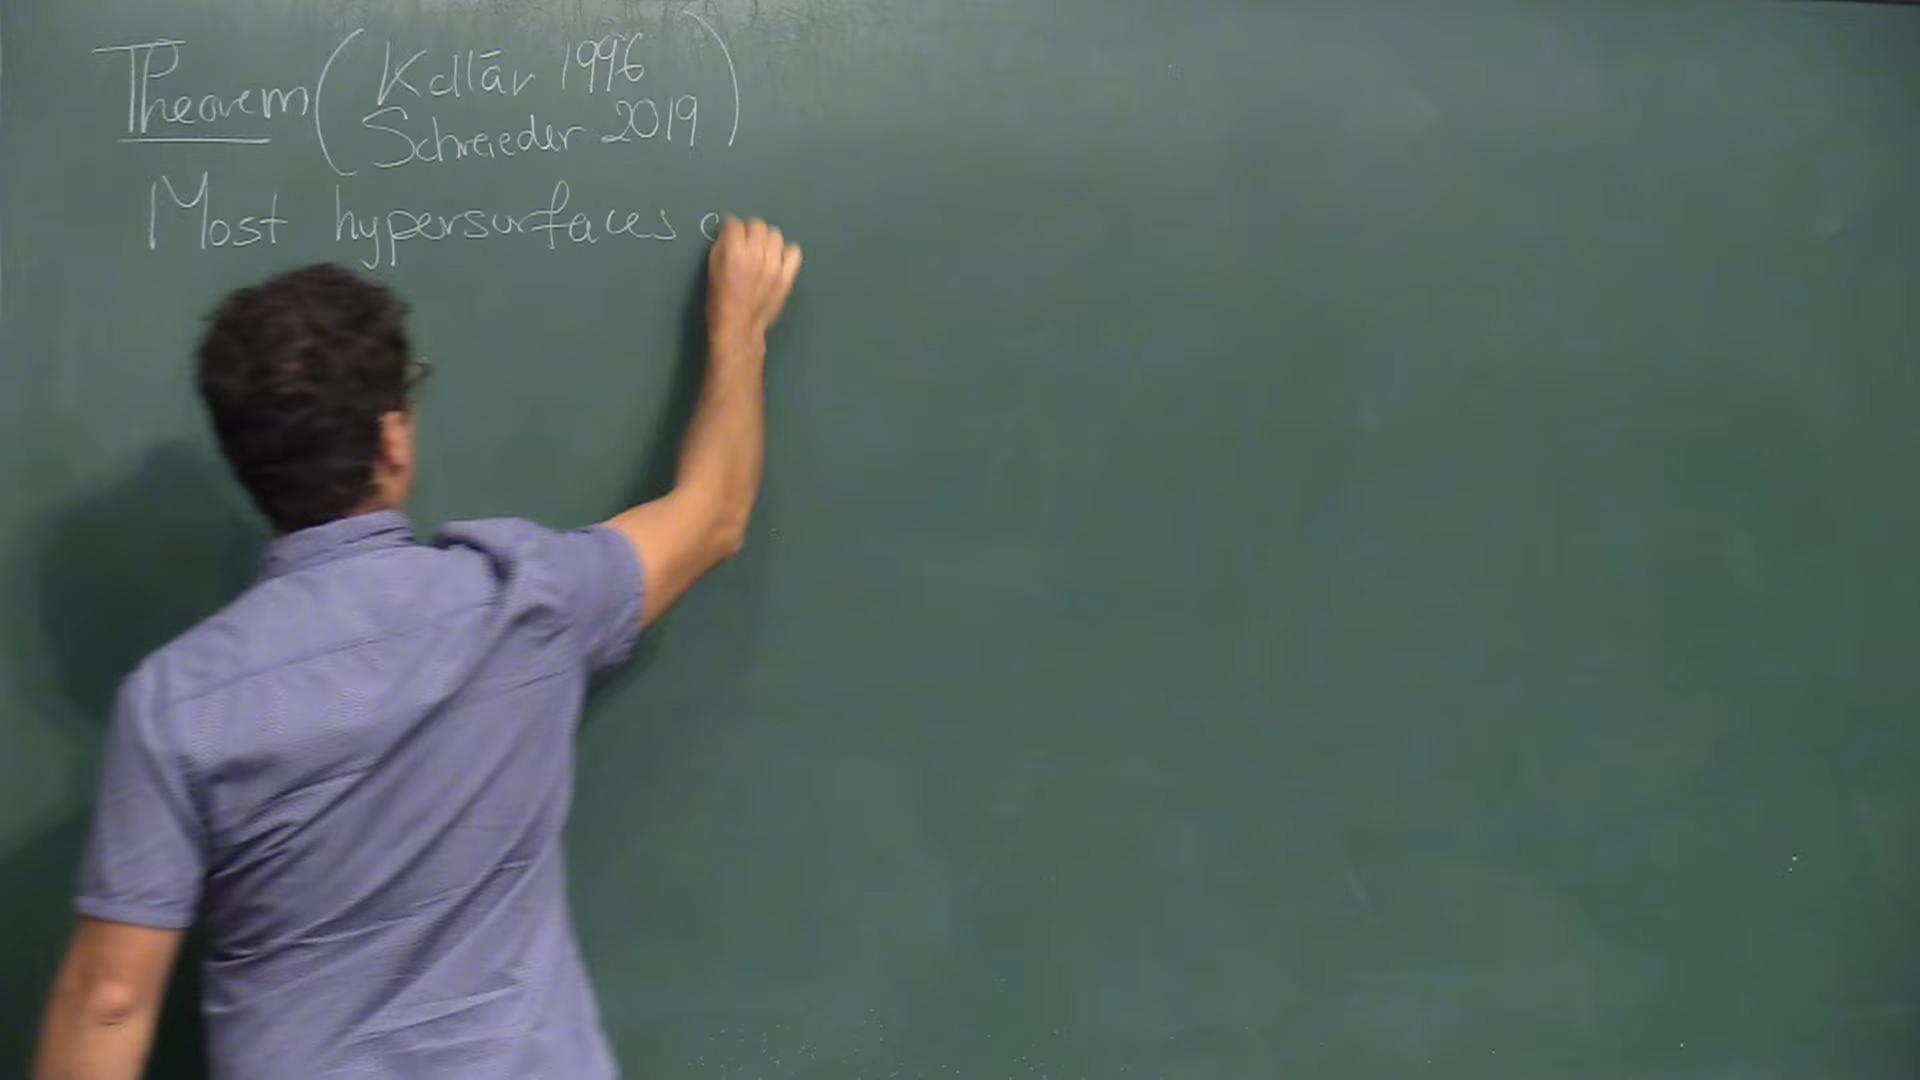 Theorem ( Kollár 1996
Schreieder 2019 )
Most hypersurfaces